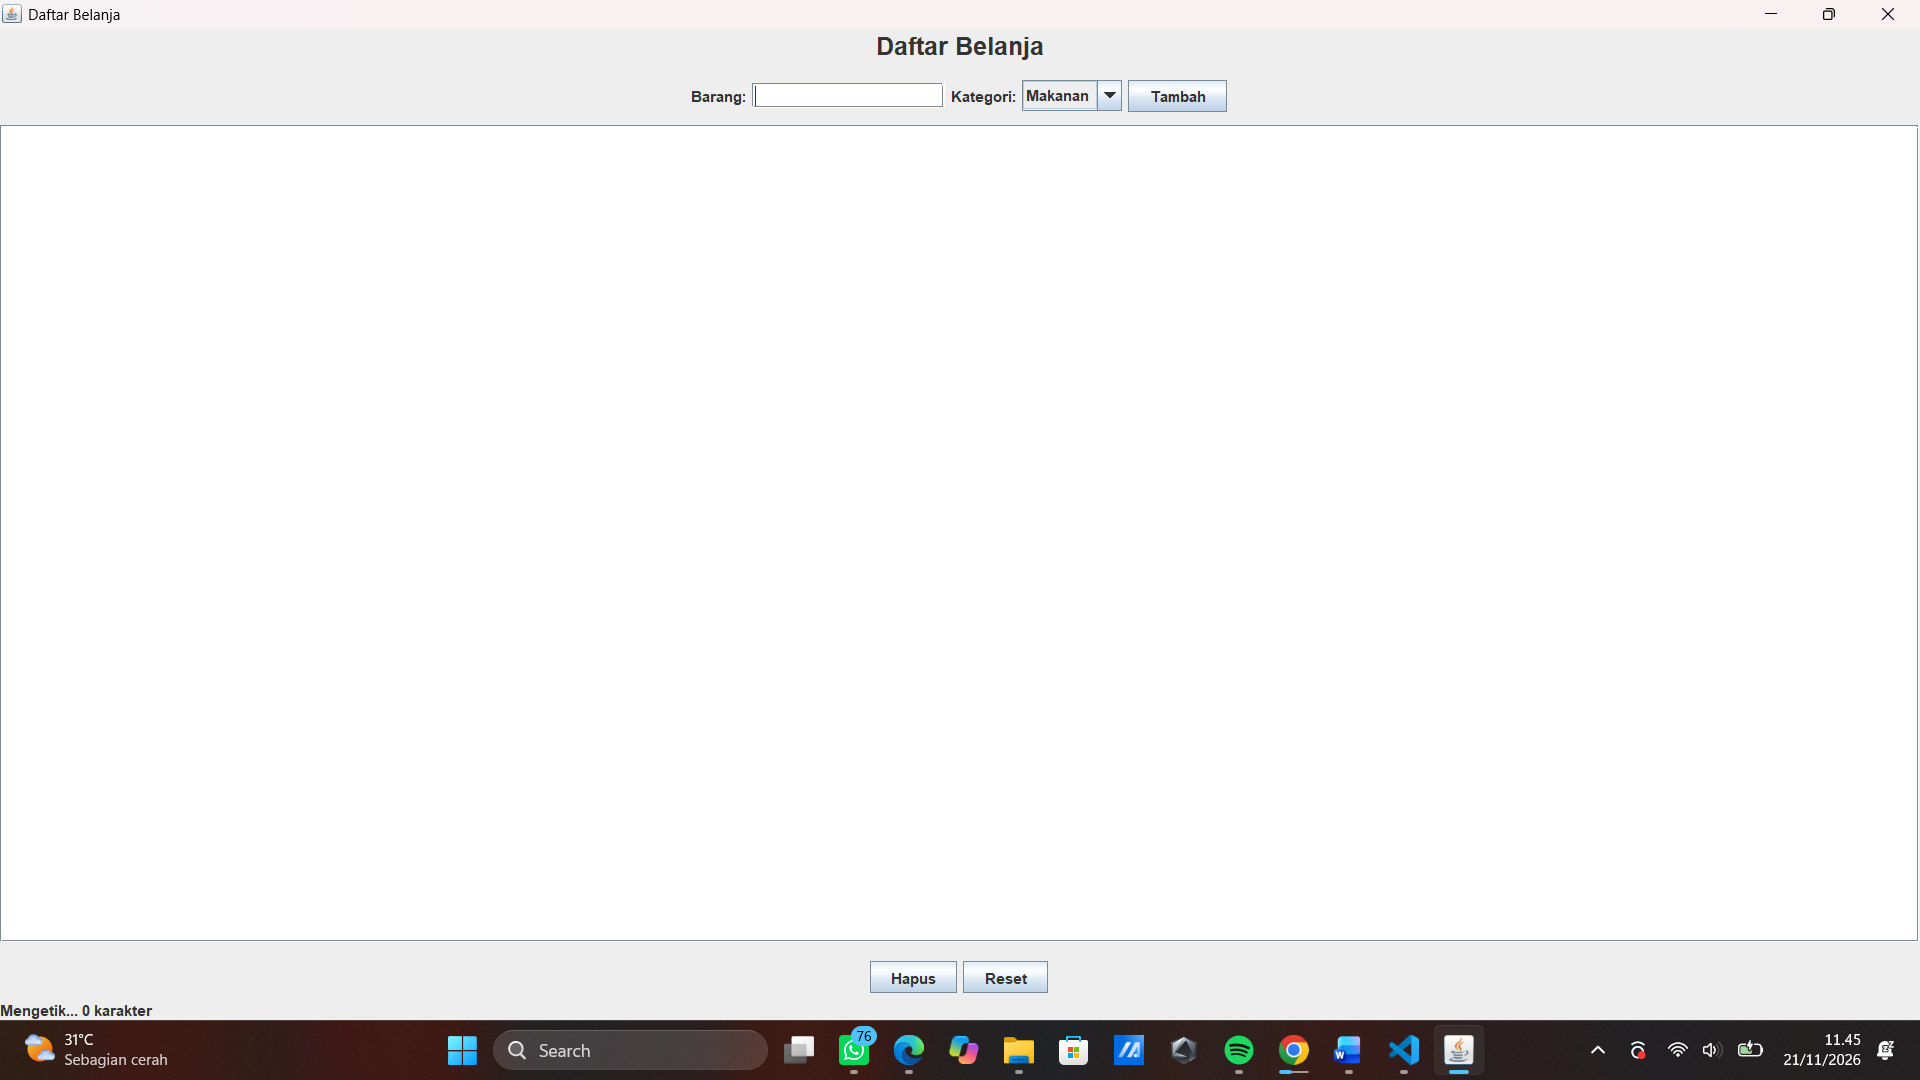 Daftar Belanja
Daftar Belanja
Barang: Kategori: Makanan Tambah
Hapus Reset
Mengetik... 0 karakter
31°C
Sebagian cerah
Search
76
W
11.45
21/11/2026